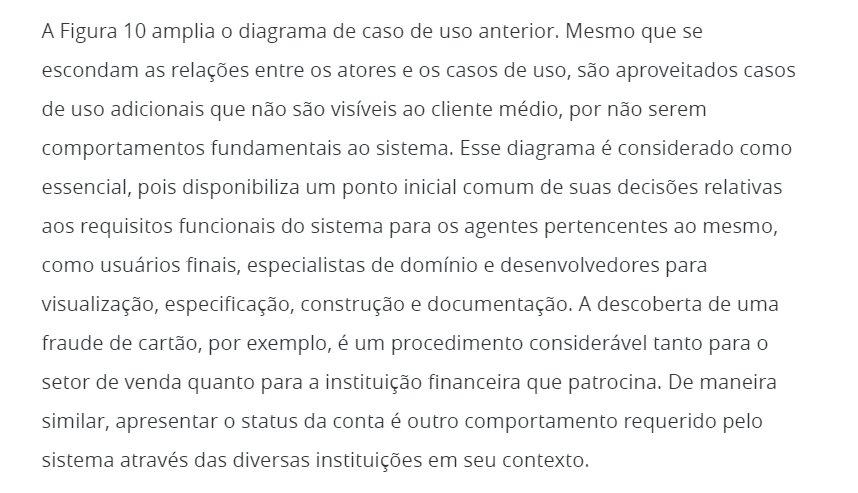 A Figura 10 amplia o diagrama de caso de uso anterior. Mesmo que se
escondam as relações entre os atores e os casos de uso, são aproveitados casos
de uso adicionais que não são visíveis ao cliente médio, por não serem
comportamentos fundamentais ao sistema. Esse diagrama é considerado como
essencial, pois disponibiliza um ponto inicial comum de suas decisões relativas
aos requisitos funcionais do sistema para os agentes pertencentes ao mesmo,
como usuários finais, especialistas de domínio e desenvolvedores para
visualização, especificação, construção e documentação. A descoberta de uma
fraude de cartão, por exemplo, é um procedimento considerável tanto para o
setor de venda quanto para a instituição financeira que patrocina. De maneira
similar, apresentar o status da conta é outro comportamento requerido pelo
sistema através das diversas instituições em seu contexto.